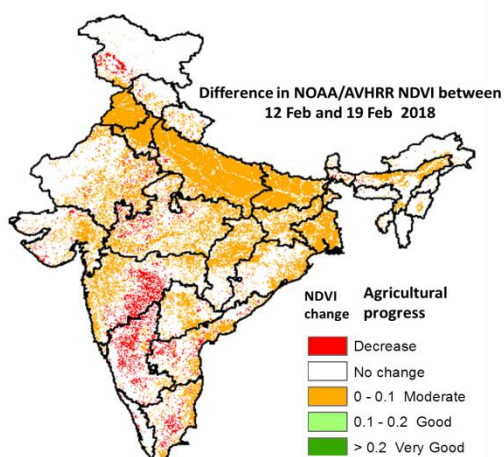 Difference in NOAA/AVHRR NDVI between
12 Feb and 19 Feb 2018
NDVI change
Agricultural progress
Decrease
No change
0 - 0.1 Moderate
0.1 - 0.2 Good
> 0.2 Very Good